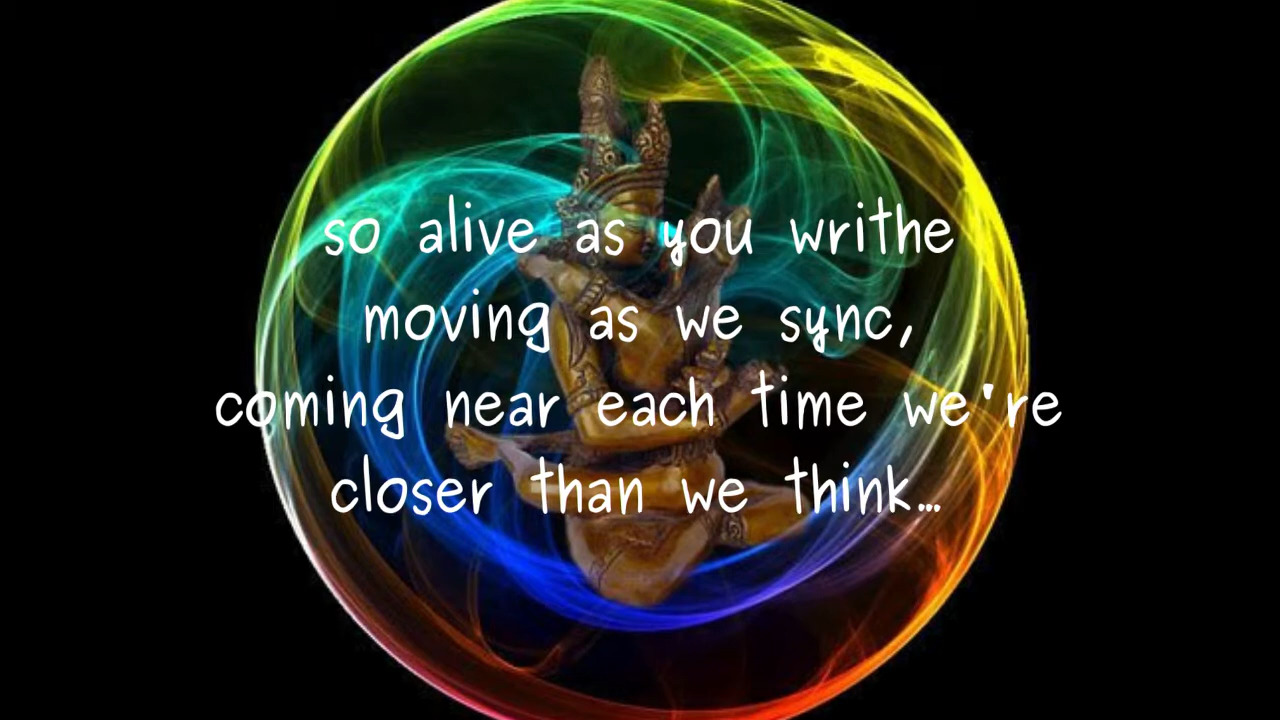 so alive as you writhe
moving as we sync,
coming near each time we're
closer than we think...